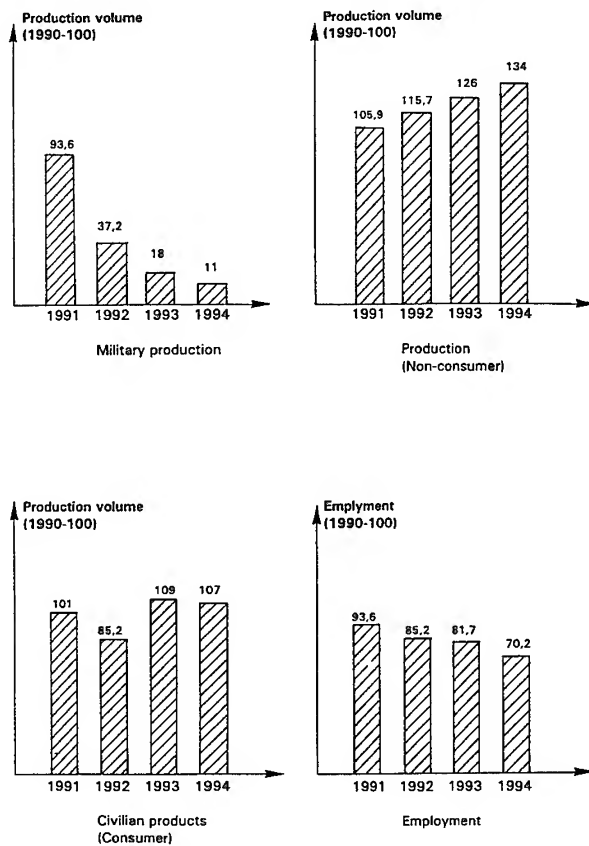 Production volume
(1990-100)
93,6
37,2
18
11
1991 1992 1993 1994
Military production
Production volume
(1990-100)
105,9
115,7
126
134
1991 1992 1993 1994
Production
(Non-consumer)
Production volume
(1990-100)
101
85,2
109
107
1991 1992 1993 1994
Civilian products
(Consumer)
Emplyment
(1990-100)
93,6
85,2
81,7
70,2
1991 1992 1993 1994
Employment